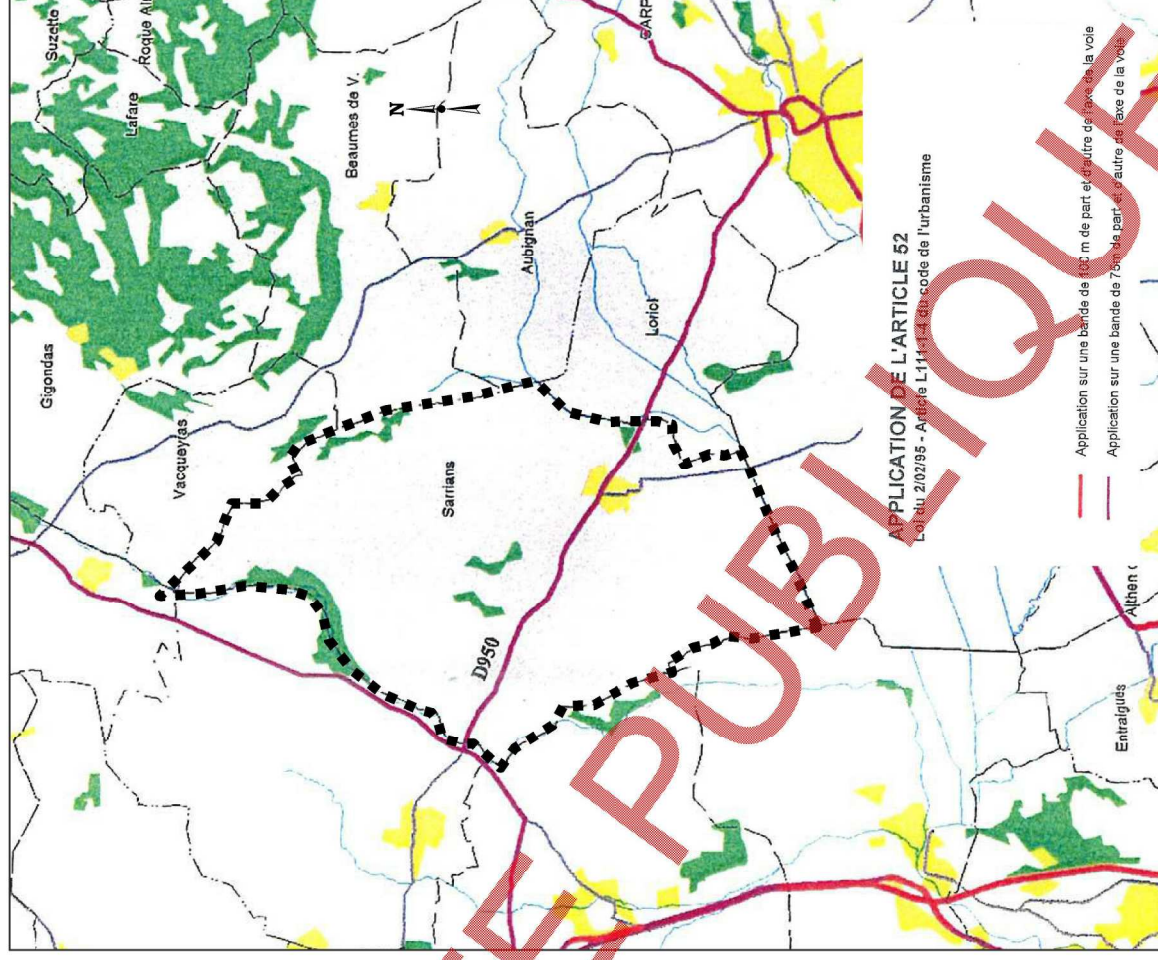 Suzette
Roque Al
Lafare
CARP
N
Beaumes de V.
Gigondas
Aubignan
Vacqueyras
Loriol
Sarrians
D950
APPLICATION DE L'ARTICLE 52
Loi du 2/02/95 - Article L111-1-4 du code de l'urbanisme
Application sur une bande de 100 m de part et d'autre de l'axe de la voie
Application sur une bande de 75m de part et d'autre de l'axe de la voie
Althen
Entraigues
E PUBLIQUE